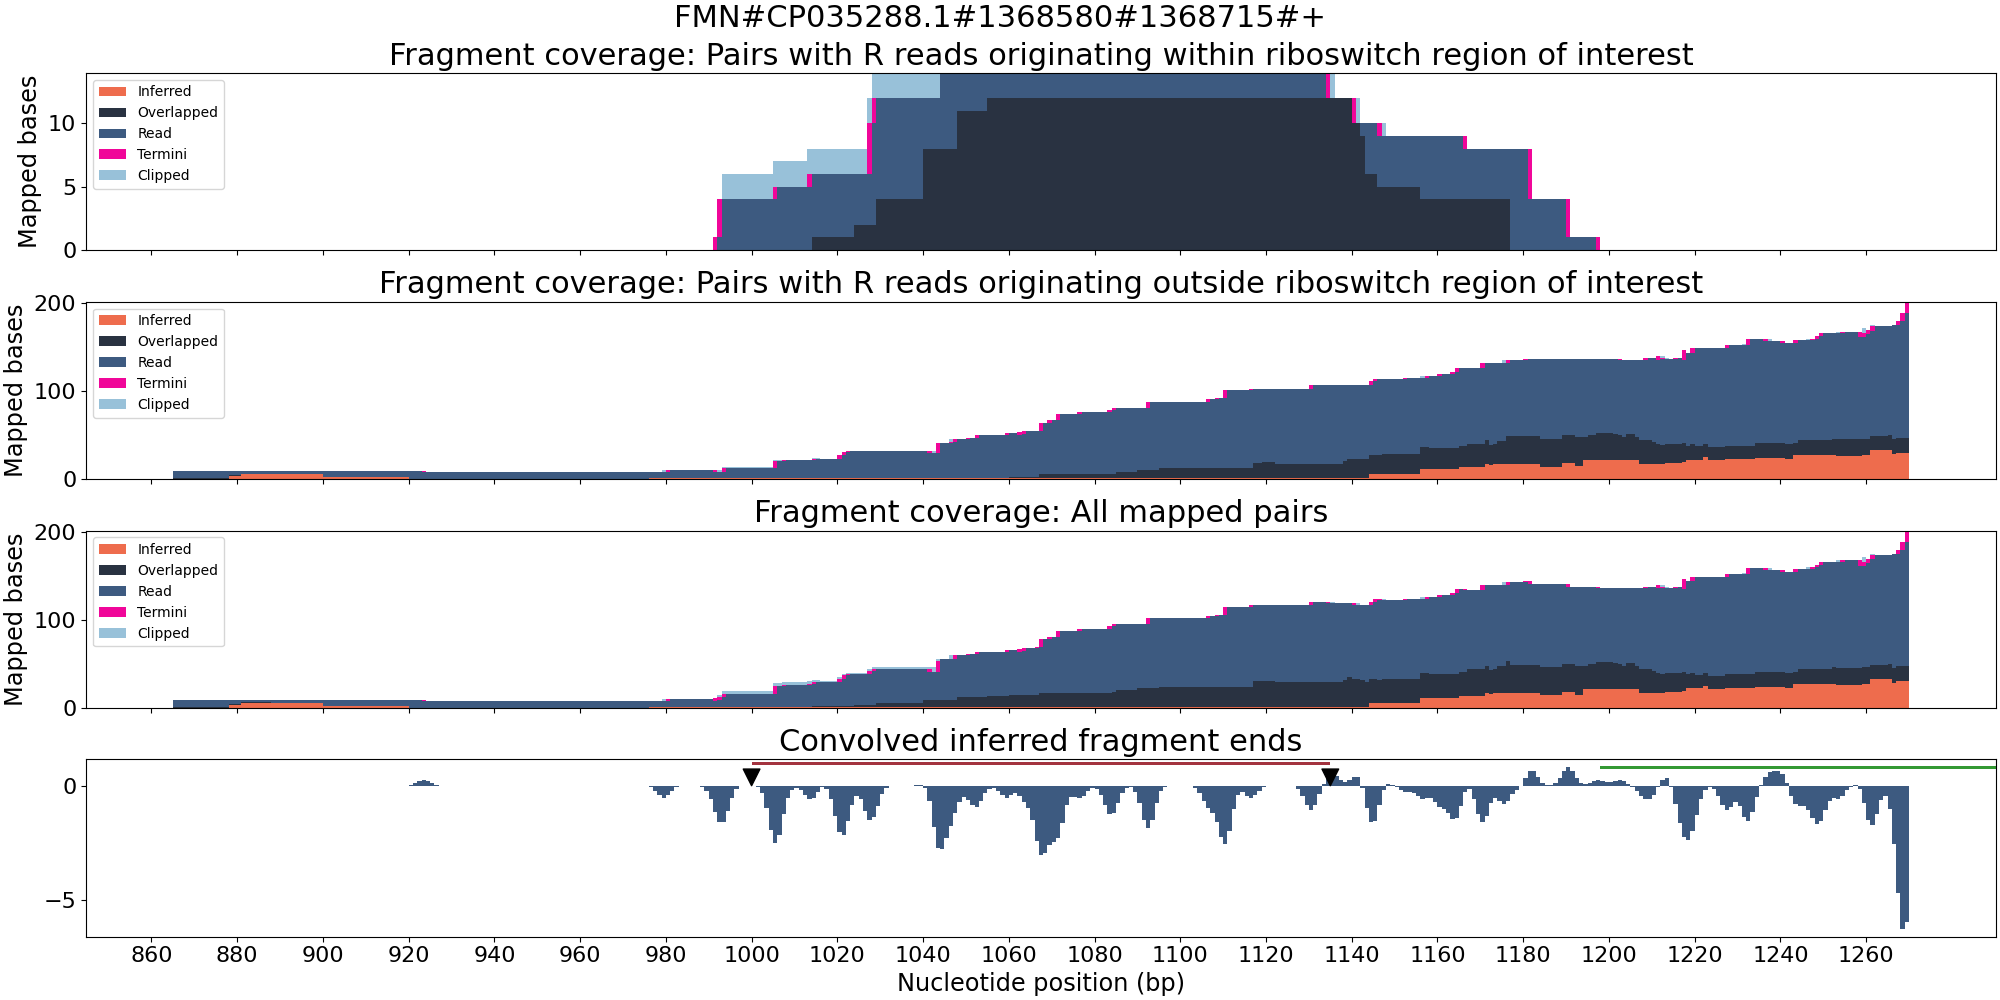 FMN#CP035288.1#1368580#1368715#+
Fragment coverage: Pairs with R reads originating within riboswitch region of interest
Mapped bases
10
5
0
Inferred
Overlapped
Read
Termini
Clipped
Fragment coverage: Pairs with R reads originating outside riboswitch region of interest
Mapped bases
200
100
0
Inferred
Overlapped
Read
Termini
Clipped
Fragment coverage: All mapped pairs
Mapped bases
200
100
0
Inferred
Overlapped
Read
Termini
Clipped
Convolved inferred fragment ends
0
−5
860 880 900 920 940 960 980 1000 1020 1040 1060 1080 1100 1120 1140 1160 1180 1200 1220 1240 1260
Nucleotide position (bp)